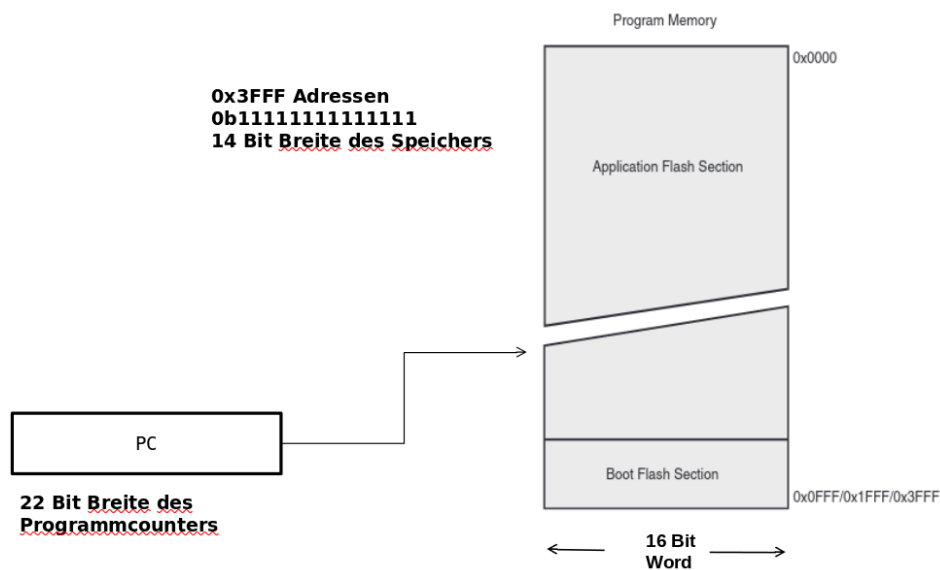 Program Memory
0x0000
0x3FFF Adressen
0b11111111111111
14 Bit Breite des Speichers
Application Flash Section
PC
Boot Flash Section
0x0FFF/0x1FFF/0x3FFF
22 Bit Breite des
Programmcounters
16 Bit
Word